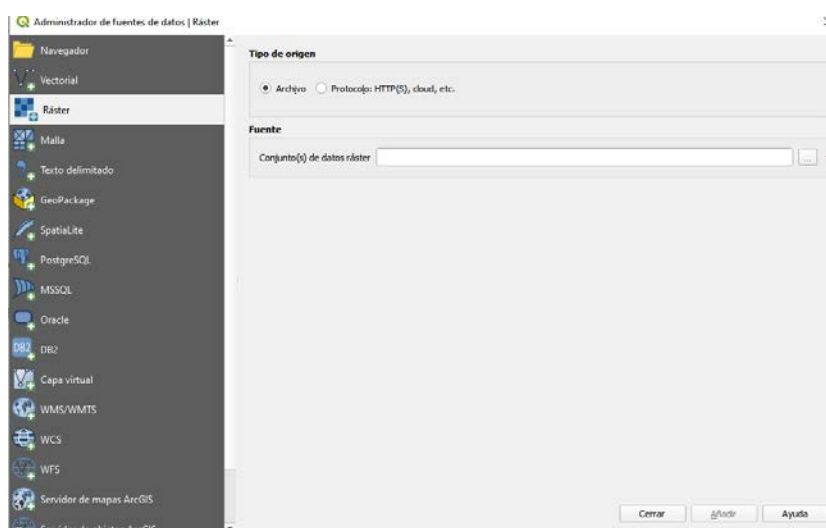 Administrador de fuentes de datos | Ráster
Navegador
Vectorial
Ráster
Malla
Texto delimitado
GeoPackage
SpatiaLite
PostgreSQL
MSSQL
Oracle
DB2
DB2
Capa virtual
WMS/WMTS
WCS
WFS
Servidor de mapas ArcGIS
Tipo de origen
Archivo
Protocolo: HTTP(S), cloud, etc.
Fuente
Conjunto(s) de datos ráster
...
Cerrar
Añadir
Ayuda